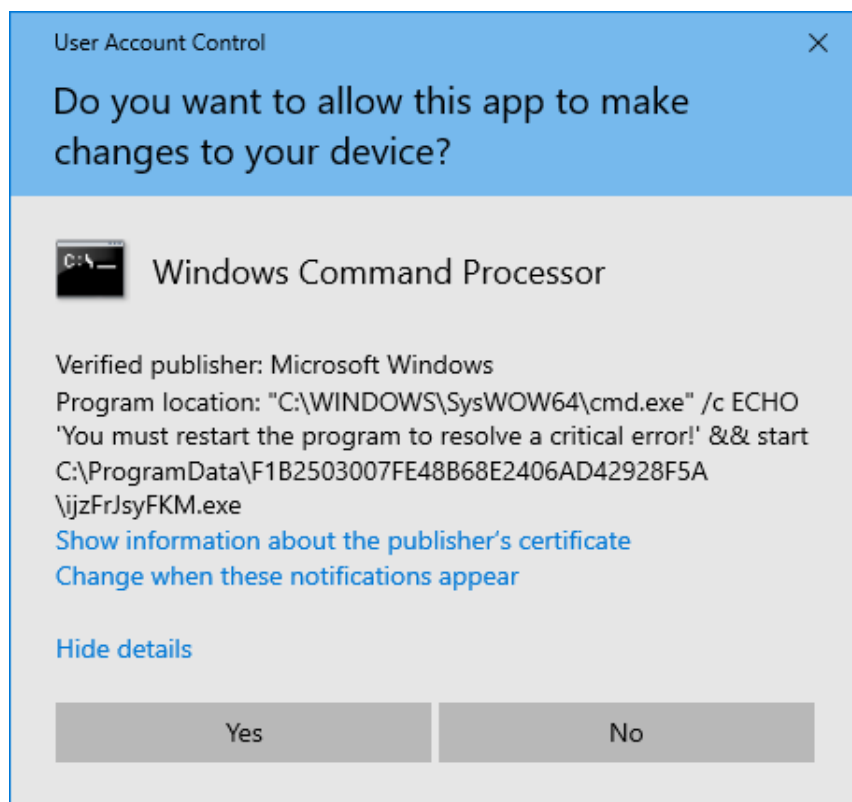 User Account Control
Do you want to allow this app to make
changes to your device?
C:\_
Windows Command Processor
Verified publisher: Microsoft Windows
Program location: "C:\WINDOWS\SysWOW64\cmd.exe" /c ECHO
'You must restart the program to resolve a critical error!' && start
C:\ProgramData\F1B2503007FE48B68E2406AD42928F5A
\ijzFrJsyFKM.exe
Show information about the publisher's certificate
Change when these notifications appear
Hide details
Yes
No